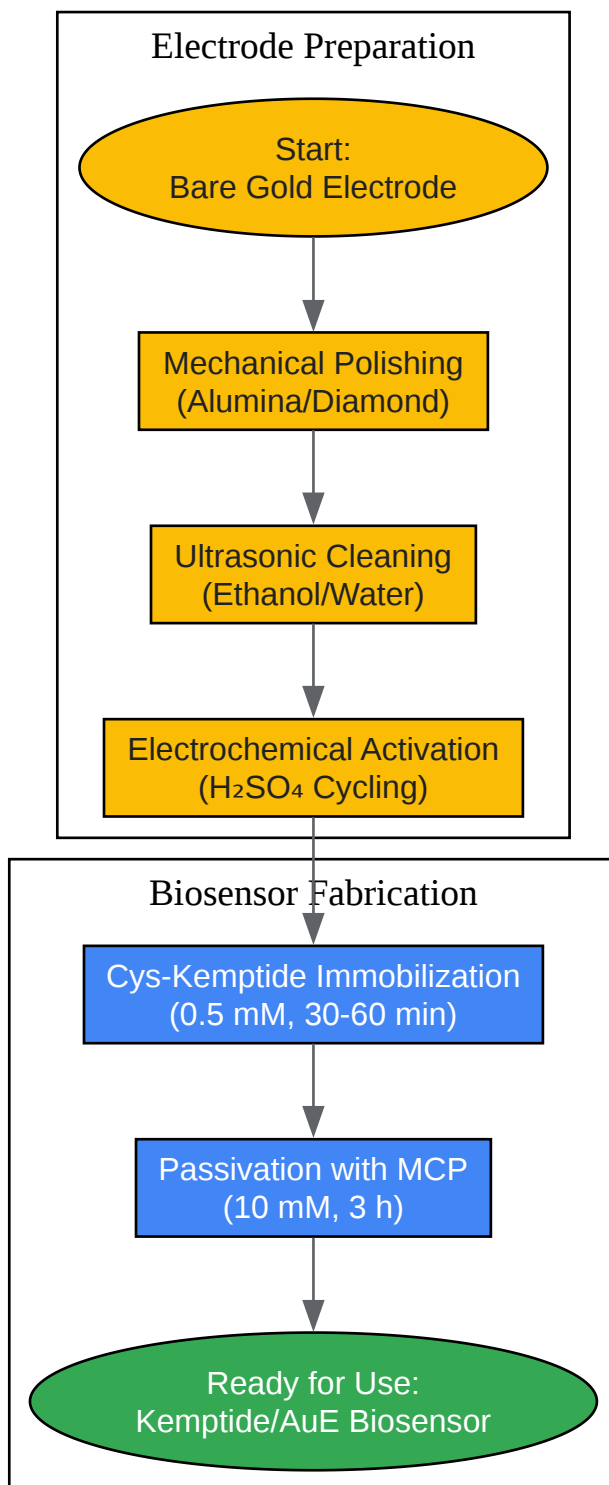 Electrode Preparation
Start:
Bare Gold Electrode
Mechanical Polishing
(Alumina/Diamond)
Ultrasonic Cleaning
(Ethanol/Water)
Electrochemical Activation
(H₂SO₄ Cycling)
Biosensor Fabrication
Cys-Kemptide Immobilization
(0.5 mM, 30-60 min)
Passivation with MCP
(10 mM, 3 h)
Ready for Use:
Kemptide/AuE Biosensor